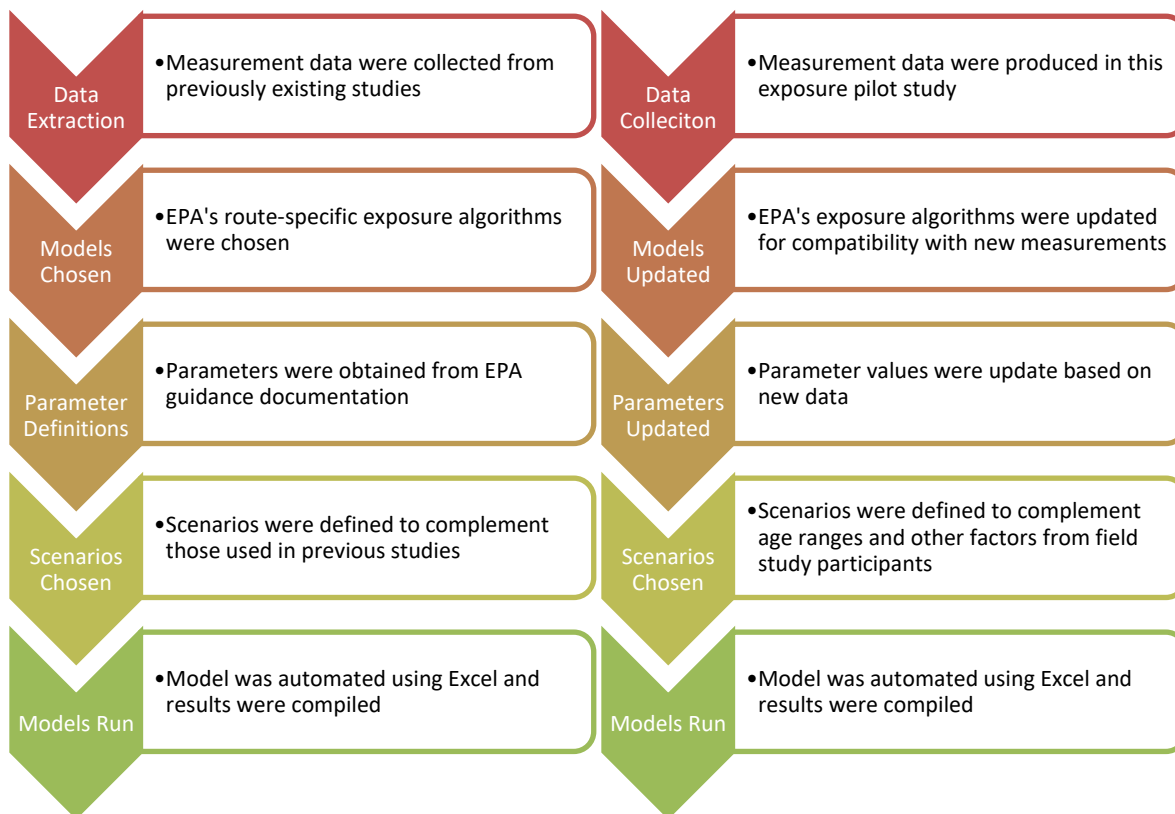 Data
Extraction
•Measurement data were collected from
previously existing studies
Models
Chosen
•EPA's route-specific exposure algorithms
were chosen
Parameter
Definitions
•Parameters were obtained from EPA
guidance documentation
Scenarios
Chosen
•Scenarios were defined to complement
those used in previous studies
Models Run
•Model was automated using Excel and
results were compiled
Data
Colleciton
•Measurement data were produced in this
exposure pilot study
Models
Updated
•EPA's exposure algorithms were updated
for compatibility with new measurements
Parameters
Updated
•Parameter values were update based on
new data
Scenarios
Chosen
•Scenarios were defined to complement
age ranges and other factors from field
study participants
Models Run
•Model was automated using Excel and
results were compiled